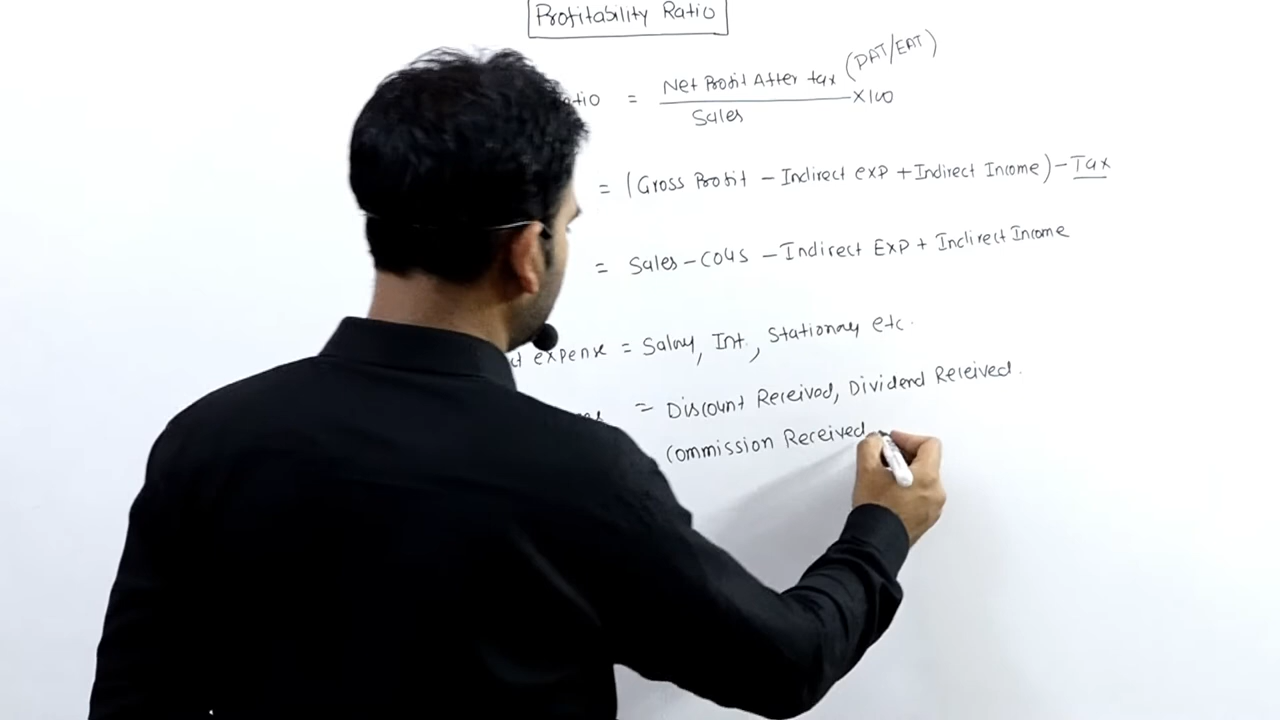 Profitability Ratio
= Net Profit After tax (PAT/EAT)
Sales ×100
= (Gross Profit - Indirect exp + Indirect Income) - Tax
= Sales - COGS - Indirect Exp + Indirect Income
expense = Salary, Int., Stationary etc.
= Discount Received, Dividend Received.
Commission Received